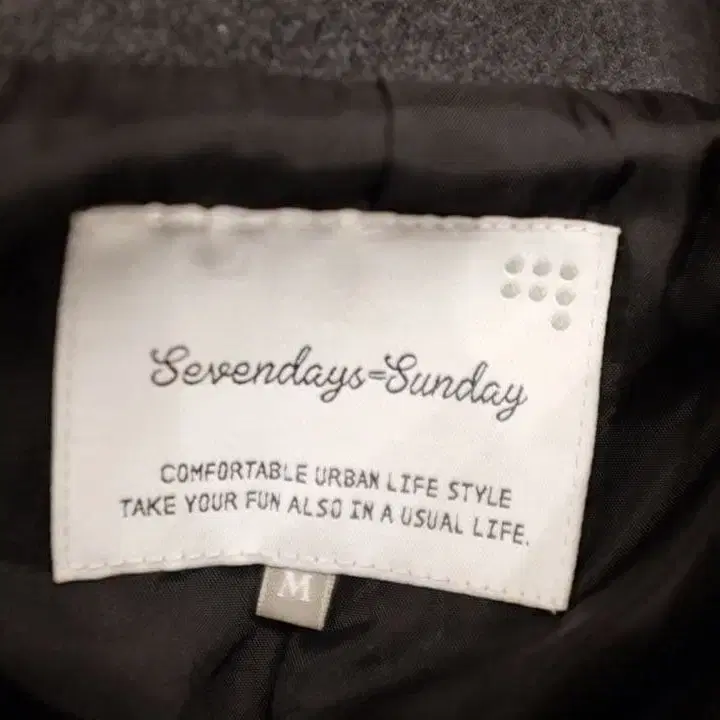 Sevendays=Sunday
COMFORTABLE URBAN LIFE STYLE
TAKE YOUR FUN ALSO IN A USUAL LIFE.
M